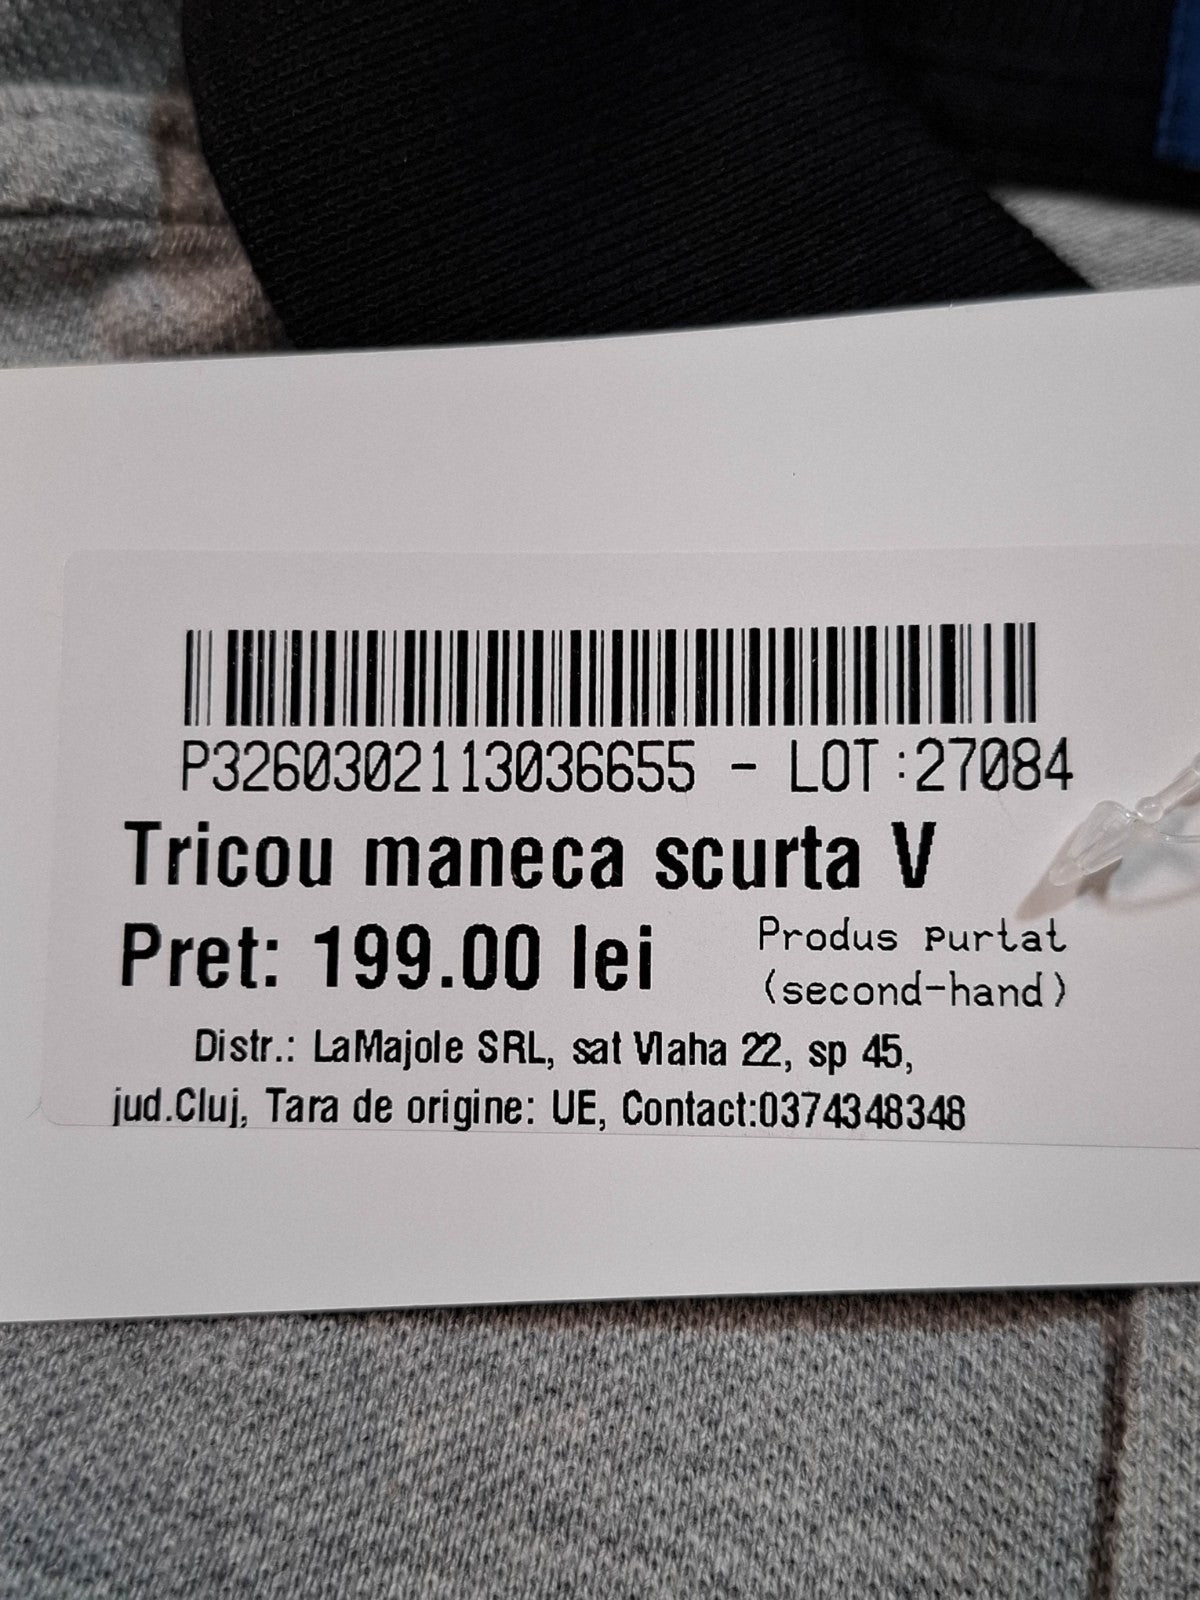 P3260302113036655 - LOT:27084
Tricou maneca scurta V
Pret: 199.00 lei
Produs purtat
(second-hand)
Distr.: LaMajole SRL, sat Vlaha 22, sp 45,
jud.Cluj, Tara de origine: UE, Contact:0374348348